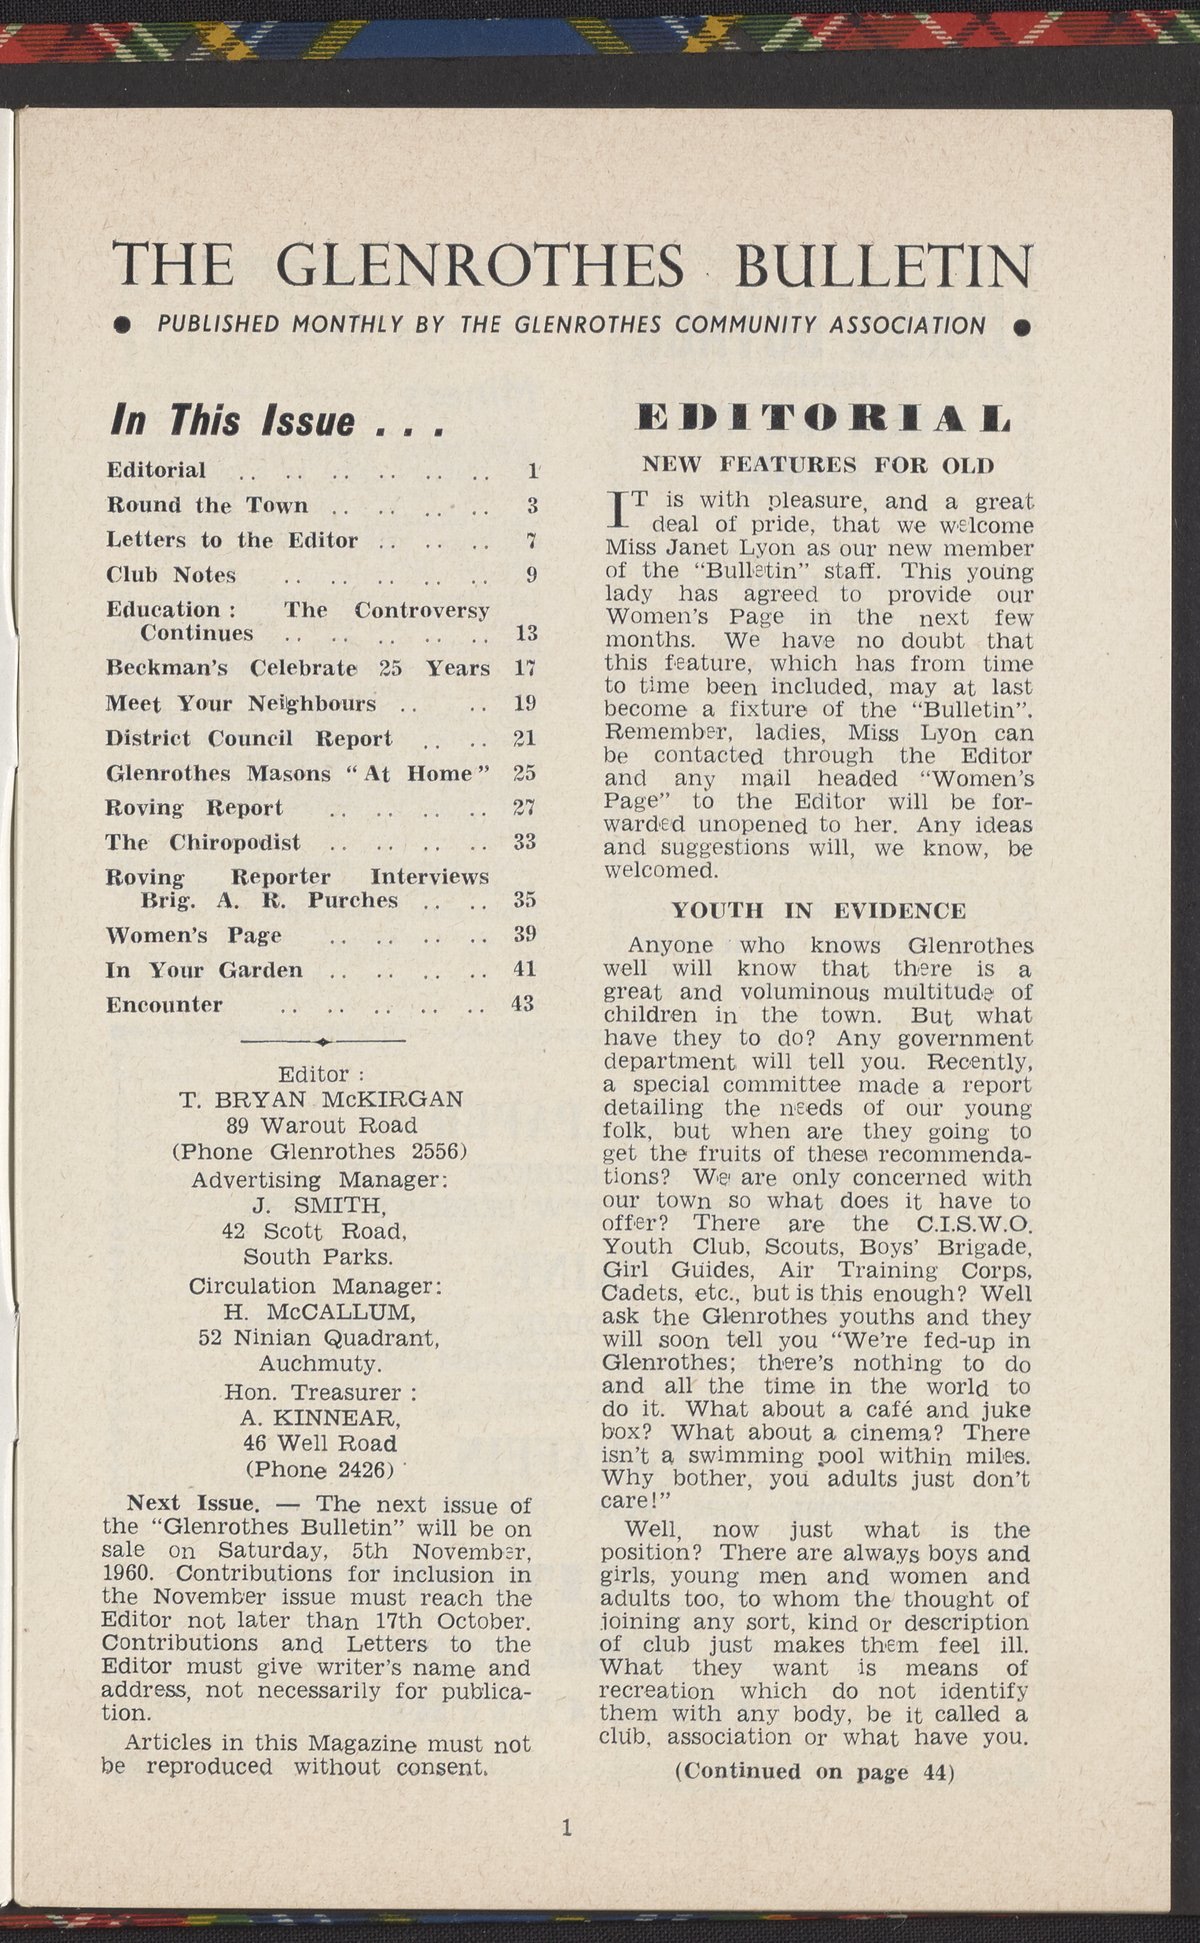 THE GLENROTHES BULLETIN
● PUBLISHED MONTHLY BY THE GLENROTHES COMMUNITY ASSOCIATION ●
In This Issue . . .
Editorial .. .. .. .. .. .. 1
Round the Town .. .. .. .. 3
Letters to the Editor .. .. .. 7
Club Notes .. .. .. .. .. 9
Education : The Controversy
Continues .. .. .. .. .. 13
Beckman's Celebrate 25 Years 17
Meet Your Neighbours .. .. 19
District Council Report .. .. 21
Glenrothes Masons "At Home" 25
Roving Report .. .. .. .. 27
The Chiropodist .. .. .. .. 33
Roving Reporter Interviews
Brig. A. R. Purches .. .. 35
Women's Page .. .. .. .. 39
In Your Garden .. .. .. .. 41
Encounter .. .. .. .. .. 43
Editor :
T. BRYAN McKIRGAN
89 Warout Road
(Phone Glenrothes 2556)
Advertising Manager:
J. SMITH,
42 Scott Road,
South Parks.
Circulation Manager:
H. McCALLUM,
52 Ninian Quadrant,
Auchmuty.
Hon. Treasurer :
A. KINNEAR,
46 Well Road
(Phone 2426)
Next Issue. — The next issue of
the "Glenrothes Bulletin" will be on
sale on Saturday, 5th November,
1960. Contributions for inclusion in
the November issue must reach the
Editor not later than 17th October.
Contributions and Letters to the
Editor must give writer's name and
address, not necessarily for publica-
tion.
Articles in this Magazine must not
be reproduced without consent.
EDITORIAL
NEW FEATURES FOR OLD
IT is with pleasure, and a great
deal of pride, that we welcome
Miss Janet Lyon as our new member
of the "Bulletin" staff. This young
lady has agreed to provide our
Women's Page in the next few
months. We have no doubt that
this feature, which has from time
to time been included, may at last
become a fixture of the "Bulletin".
Remember, ladies, Miss Lyon can
be contacted through the Editor
and any mail headed "Women's
Page" to the Editor will be for-
warded unopened to her. Any ideas
and suggestions will, we know, be
welcomed.
YOUTH IN EVIDENCE
Anyone who knows Glenrothes
well will know that there is a
great and voluminous multitude of
children in the town. But what
have they to do? Any government
department will tell you. Recently,
a special committee made a report
detailing the needs of our young
folk, but when are they going to
get the fruits of these recommenda-
tions? We are only concerned with
our town so what does it have to
offer? There are the C.I.S.W.O.
Youth Club, Scouts, Boys' Brigade,
Girl Guides, Air Training Corps,
Cadets, etc., but is this enough? Well
ask the Glenrothes youths and they
will soon tell you "We're fed-up in
Glenrothes; there's nothing to do
and all the time in the world to
do it. What about a café and juke
box? What about a cinema? There
isn't a swimming pool within miles.
Why bother, you adults just don't
care!"
Well, now just what is the
position? There are always boys and
girls, young men and women and
adults too, to whom the thought of
joining any sort, kind or description
of club just makes them feel ill.
What they want is means of
recreation which do not identify
them with any body, be it called a
club, association or what have you.
(Continued on page 44)
1